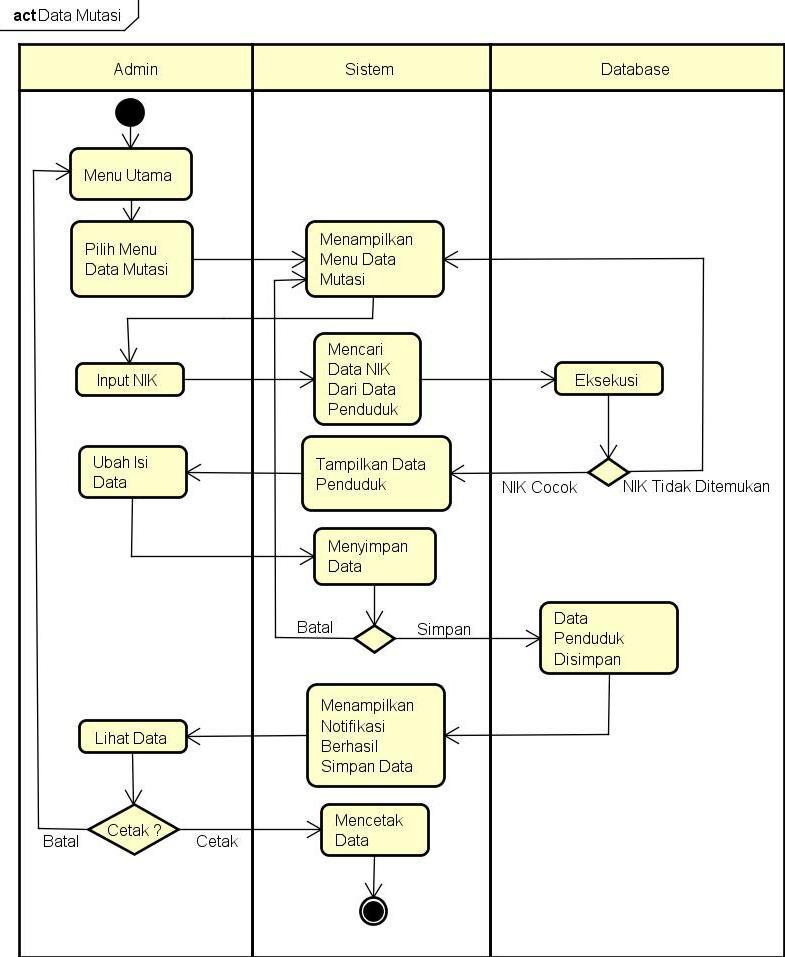 act Data Mutasi
Admin
Sistem
Database
Menu Utama
Pilih Menu
Data Mutasi
Menampilkan
Menu Data
Mutasi
Input NIK
Mencari
Data NIK
Dari Data
Penduduk
Eksekusi
Ubah Isi
Data
Tampilkan Data
Penduduk
NIK Cocok
NIK Tidak Ditemukan
Menyimpan
Data
Batal
Simpan
Data
Penduduk
Disimpan
Menampilkan
Notifikasi
Berhasil
Simpan Data
Lihat Data
Cetak ?
Batal
Cetak
Mencetak
Data